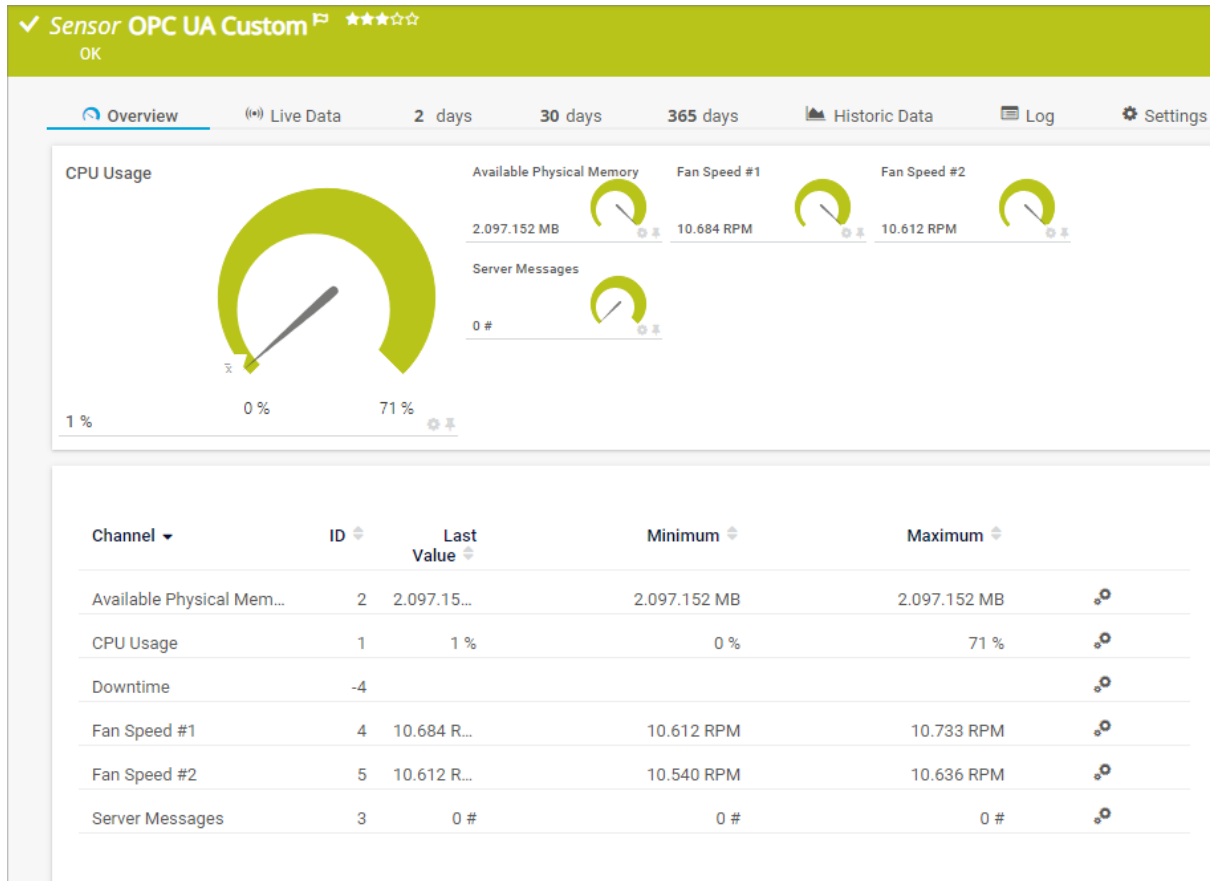 Sensor OPC UA Custom
OK
Overview Live Data 2 days 30 days 365 days Historic Data Log Settings
CPU Usage
1 %
0 %
71 %
x̅
Available Physical Memory
2.097.152 MB
Fan Speed #1
10.684 RPM
Fan Speed #2
10.612 RPM
Server Messages
0 #
Channel ID Last Value Minimum Maximum
Available Physical Mem... 2 2.097.15... 2.097.152 MB 2.097.152 MB
CPU Usage 1 1 % 0 % 71 %
Downtime -4
Fan Speed #1 4 10.684 R... 10.612 RPM 10.733 RPM
Fan Speed #2 5 10.612 R... 10.540 RPM 10.636 RPM
Server Messages 3 0 # 0 # 0 #